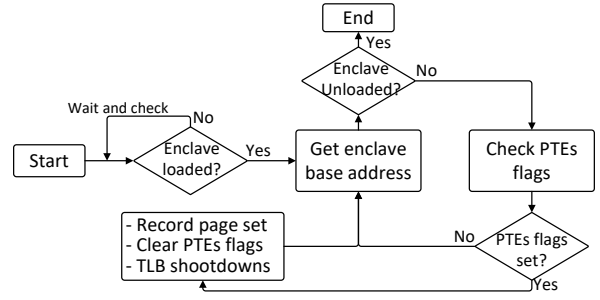 End
Yes
Enclave
Unloaded?
No
Wait and check
No
Start
Enclave
loaded?
Yes
Get enclave
base address
Check PTEs
flags
- Record page set
- Clear PTEs flags
- TLB shootdowns
No
PTEs flags
set?
Yes